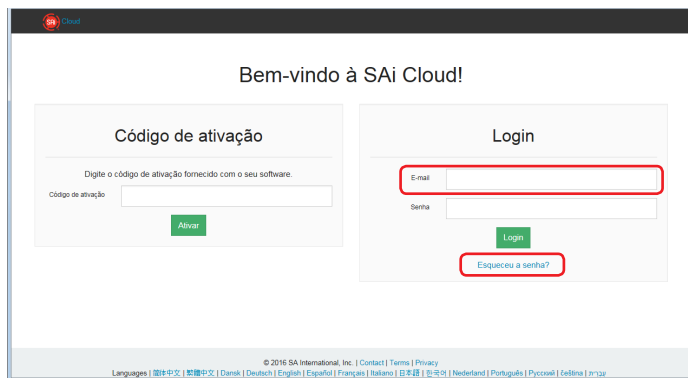 SAi Cloud
Bem-vindo à SAi Cloud!
Código de ativação
Digite o código de ativação fornecido com o seu software.
Código de ativação
Ativar
Login
E-mail
Senha
Login
Esqueceu a senha?
© 2016 SA International, Inc. | Contact | Terms | Privacy
Languages | 简体中文 | 繁體中文 | Dansk | Deutsch | English | Español | Français | Italiano | 日本語 | 한국어 | Nederland | Português | Русский | čeština | עברית